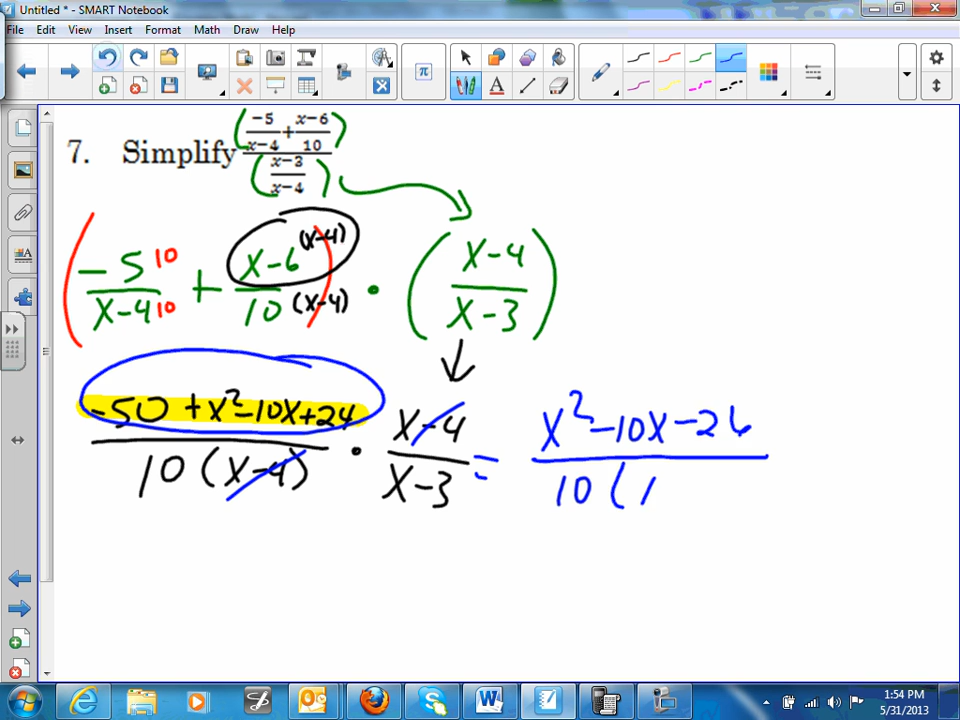 Untitled * - SMART Notebook
File Edit View Insert Format Math Draw Help
π
A
7. Simplify
-5/x-4 + x-6/10
x-3/x-4
(-5 10/x-4 10 + x-6 (x-4)/10 (x-4)) • (x-4/x-3)
-50 + x²-10x+24/10(x-4) • x-4/x-3 = x²-10x-26/10(
W
1:54 PM
5/31/2013